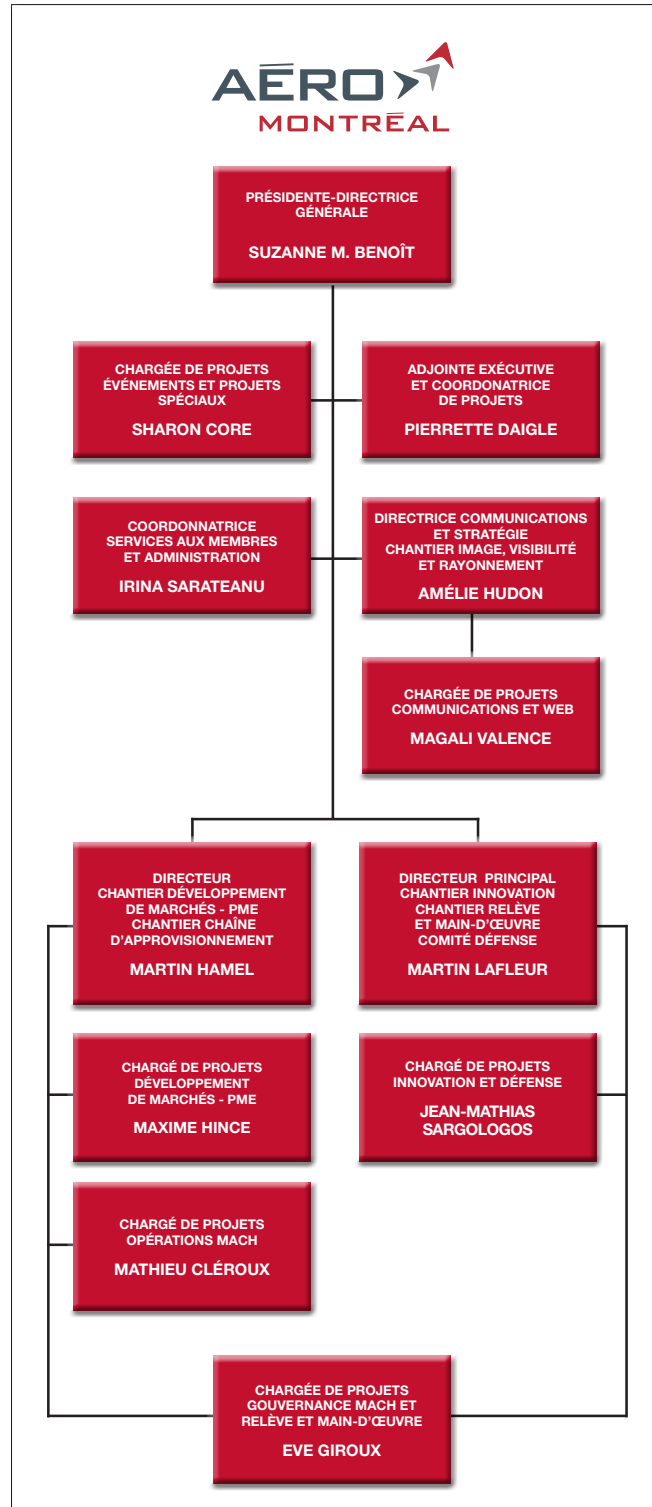 AÉRO
MONTRÉAL
PRÉSIDENTE-DIRECTRICE
GÉNÉRALE
SUZANNE M. BENOÎT
CHARGÉE DE PROJETS
ÉVÉNEMENTS ET PROJETS
SPÉCIAUX
SHARON CORE
ADJOINTE EXÉCUTIVE
ET COORDONATRICE
DE PROJETS
PIERRETTE DAIGLE
COORDONNATRICE
SERVICES AUX MEMBRES
ET ADMINISTRATION
IRINA SARATEANU
DIRECTRICE COMMUNICATIONS
ET STRATÉGIE
CHANTIER IMAGE, VISIBILITÉ
ET RAYONNEMENT
AMÉLIE HUDON
CHARGÉE DE PROJETS
COMMUNICATIONS ET WEB
MAGALI VALENCE
DIRECTEUR
CHANTIER DÉVELOPPEMENT
DE MARCHÉS - PME
CHANTIER CHAÎNE
D'APPROVISIONNEMENT
MARTIN HAMEL
DIRECTEUR PRINCIPAL
CHANTIER INNOVATION
CHANTIER RELÈVE
ET MAIN-D'ŒUVRE
COMITÉ DÉFENSE
MARTIN LAFLEUR
CHARGÉ DE PROJETS
DÉVELOPPEMENT
DE MARCHÉS - PME
MAXIME HINCE
CHARGÉ DE PROJETS
INNOVATION ET DÉFENSE
JEAN-MATHIAS
SARGOLOGOS
CHARGÉ DE PROJETS
OPÉRATIONS MACH
MATHIEU CLÉROUX
CHARGÉE DE PROJETS
GOUVERNANCE MACH ET
RELÈVE ET MAIN-D'ŒUVRE
EVE GIROUX